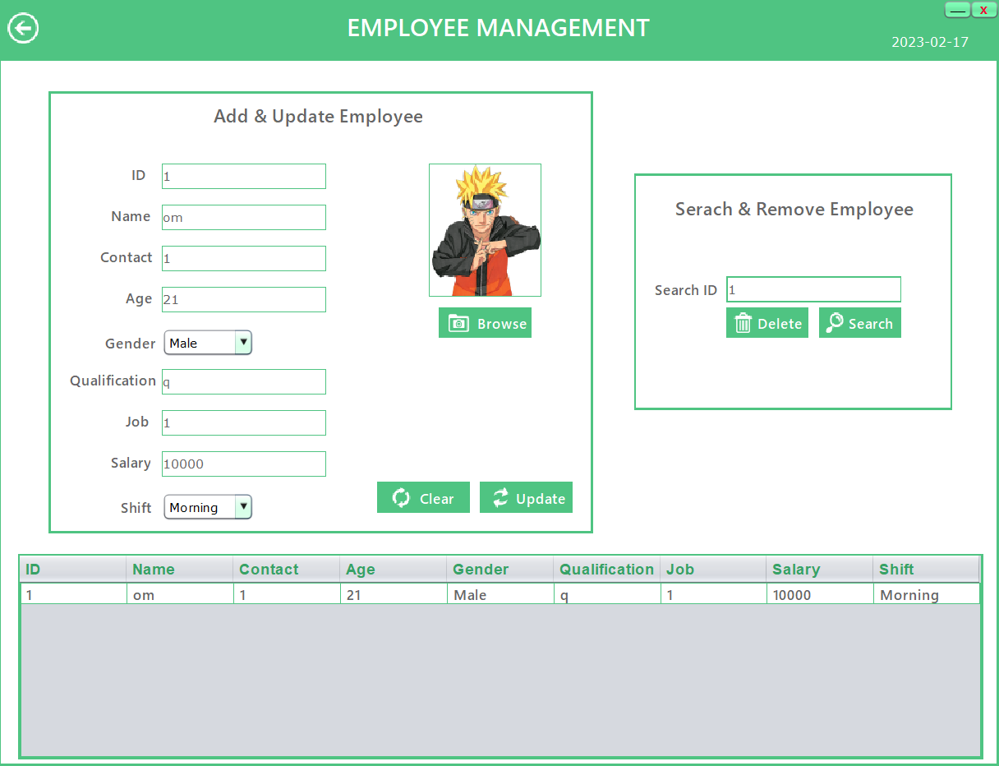 EMPLOYEE MANAGEMENT
X
2023-02-17
Add & Update Employee
ID 1
Name om
Contact 1
Age 21
Gender Male
Qualification q
Job 1
Salary 10000
Shift Morning
Browse
Clear Update
Serach & Remove Employee
Search ID 1
Delete Search
ID Name Contact Age Gender Qualification Job Salary Shift
1 om 1 21 Male q 1 10000 Morning